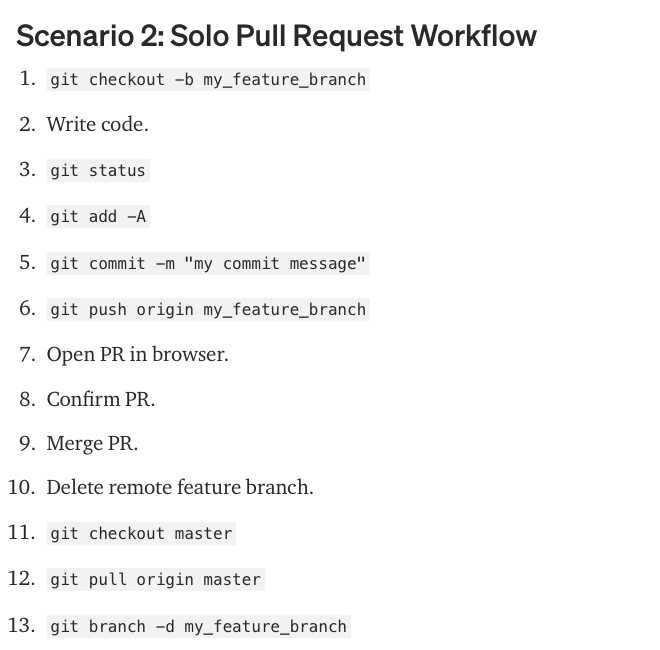 Scenario 2: Solo Pull Request Workflow
1. git checkout -b my_feature_branch
2. Write code.
3. git status
4. git add -A
5. git commit -m "my commit message"
6. git push origin my_feature_branch
7. Open PR in browser.
8. Confirm PR.
9. Merge PR.
10. Delete remote feature branch.
11. git checkout master
12. git pull origin master
13. git branch -d my_feature_branch